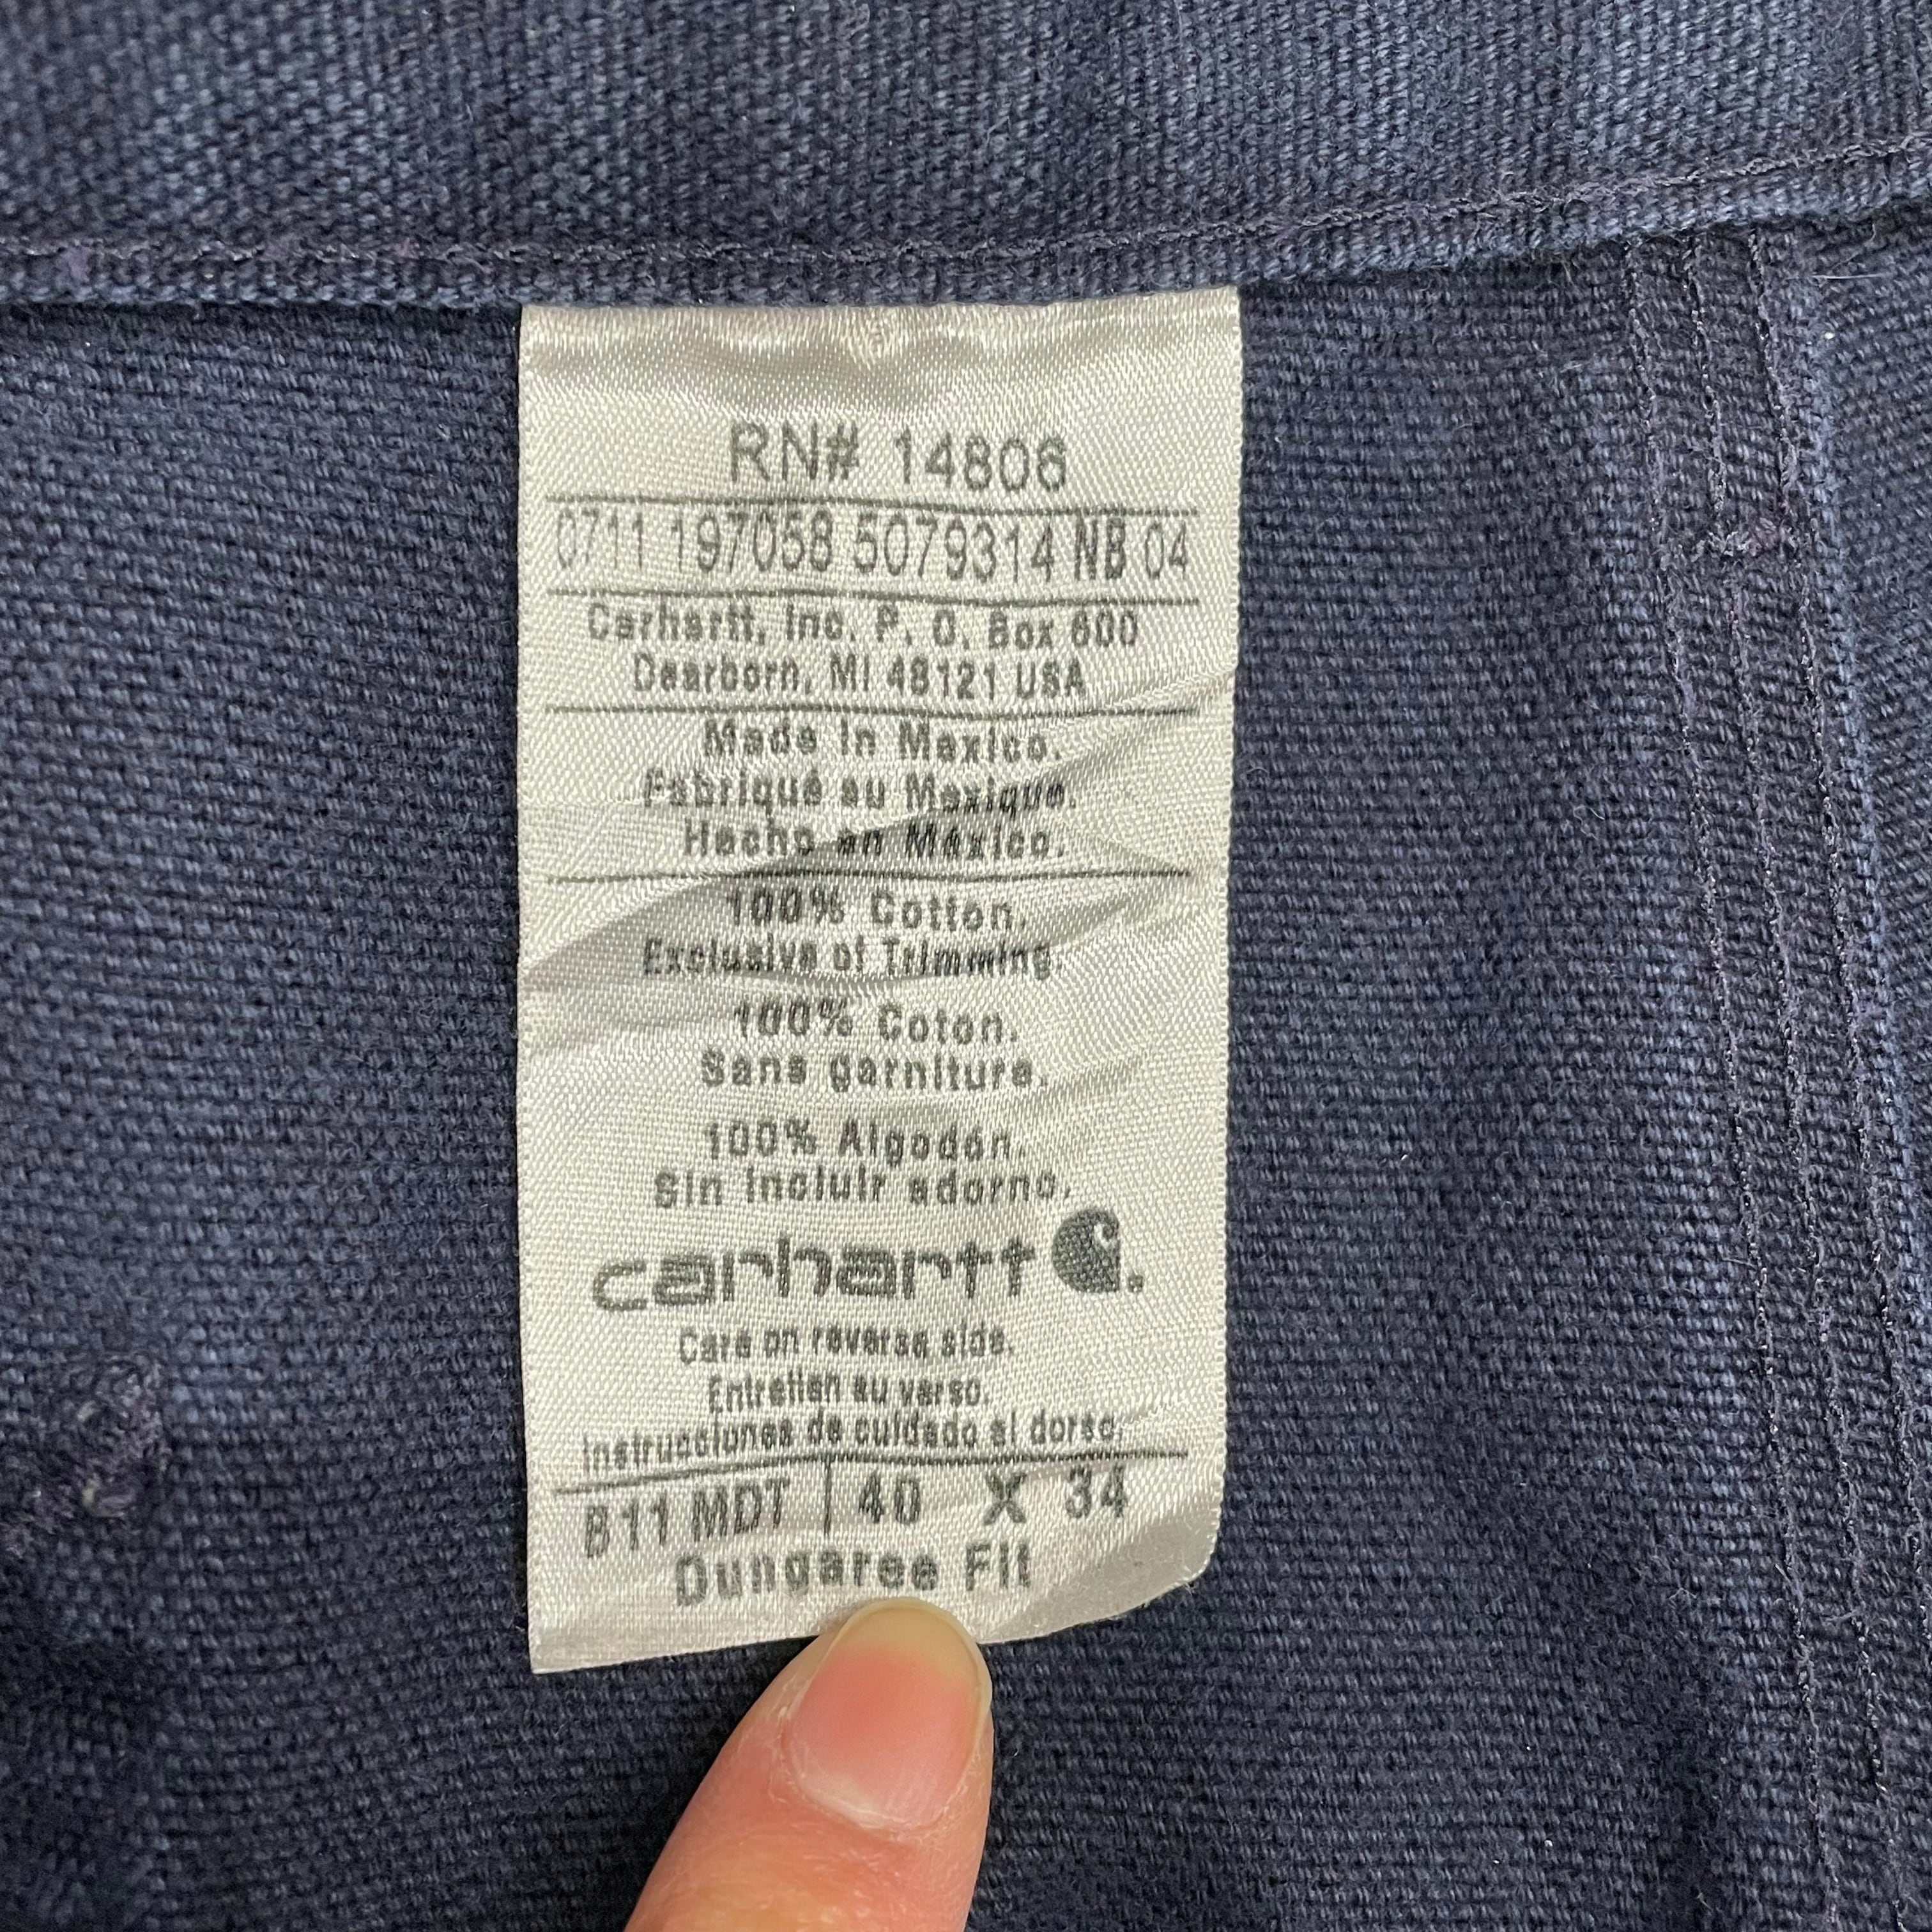 RN# 14806
0711 197058 5079314 NB 04
Carhartt, Inc. P. O. Box 600
Dearborn, MI 48121 USA
Made in Mexico.
Fabriqué au Mexique.
Hecho en México.
100% Cotton.
Exclusive of Trimming.
100% Coton.
Sans garniture.
100% Algodón.
Sin incluir adorno.
carhartt
Care on reverse side.
Entretien au verso.
Instrucciones de cuidado al dorso.
B11 MDT | 40 X 34
Dungaree Fit